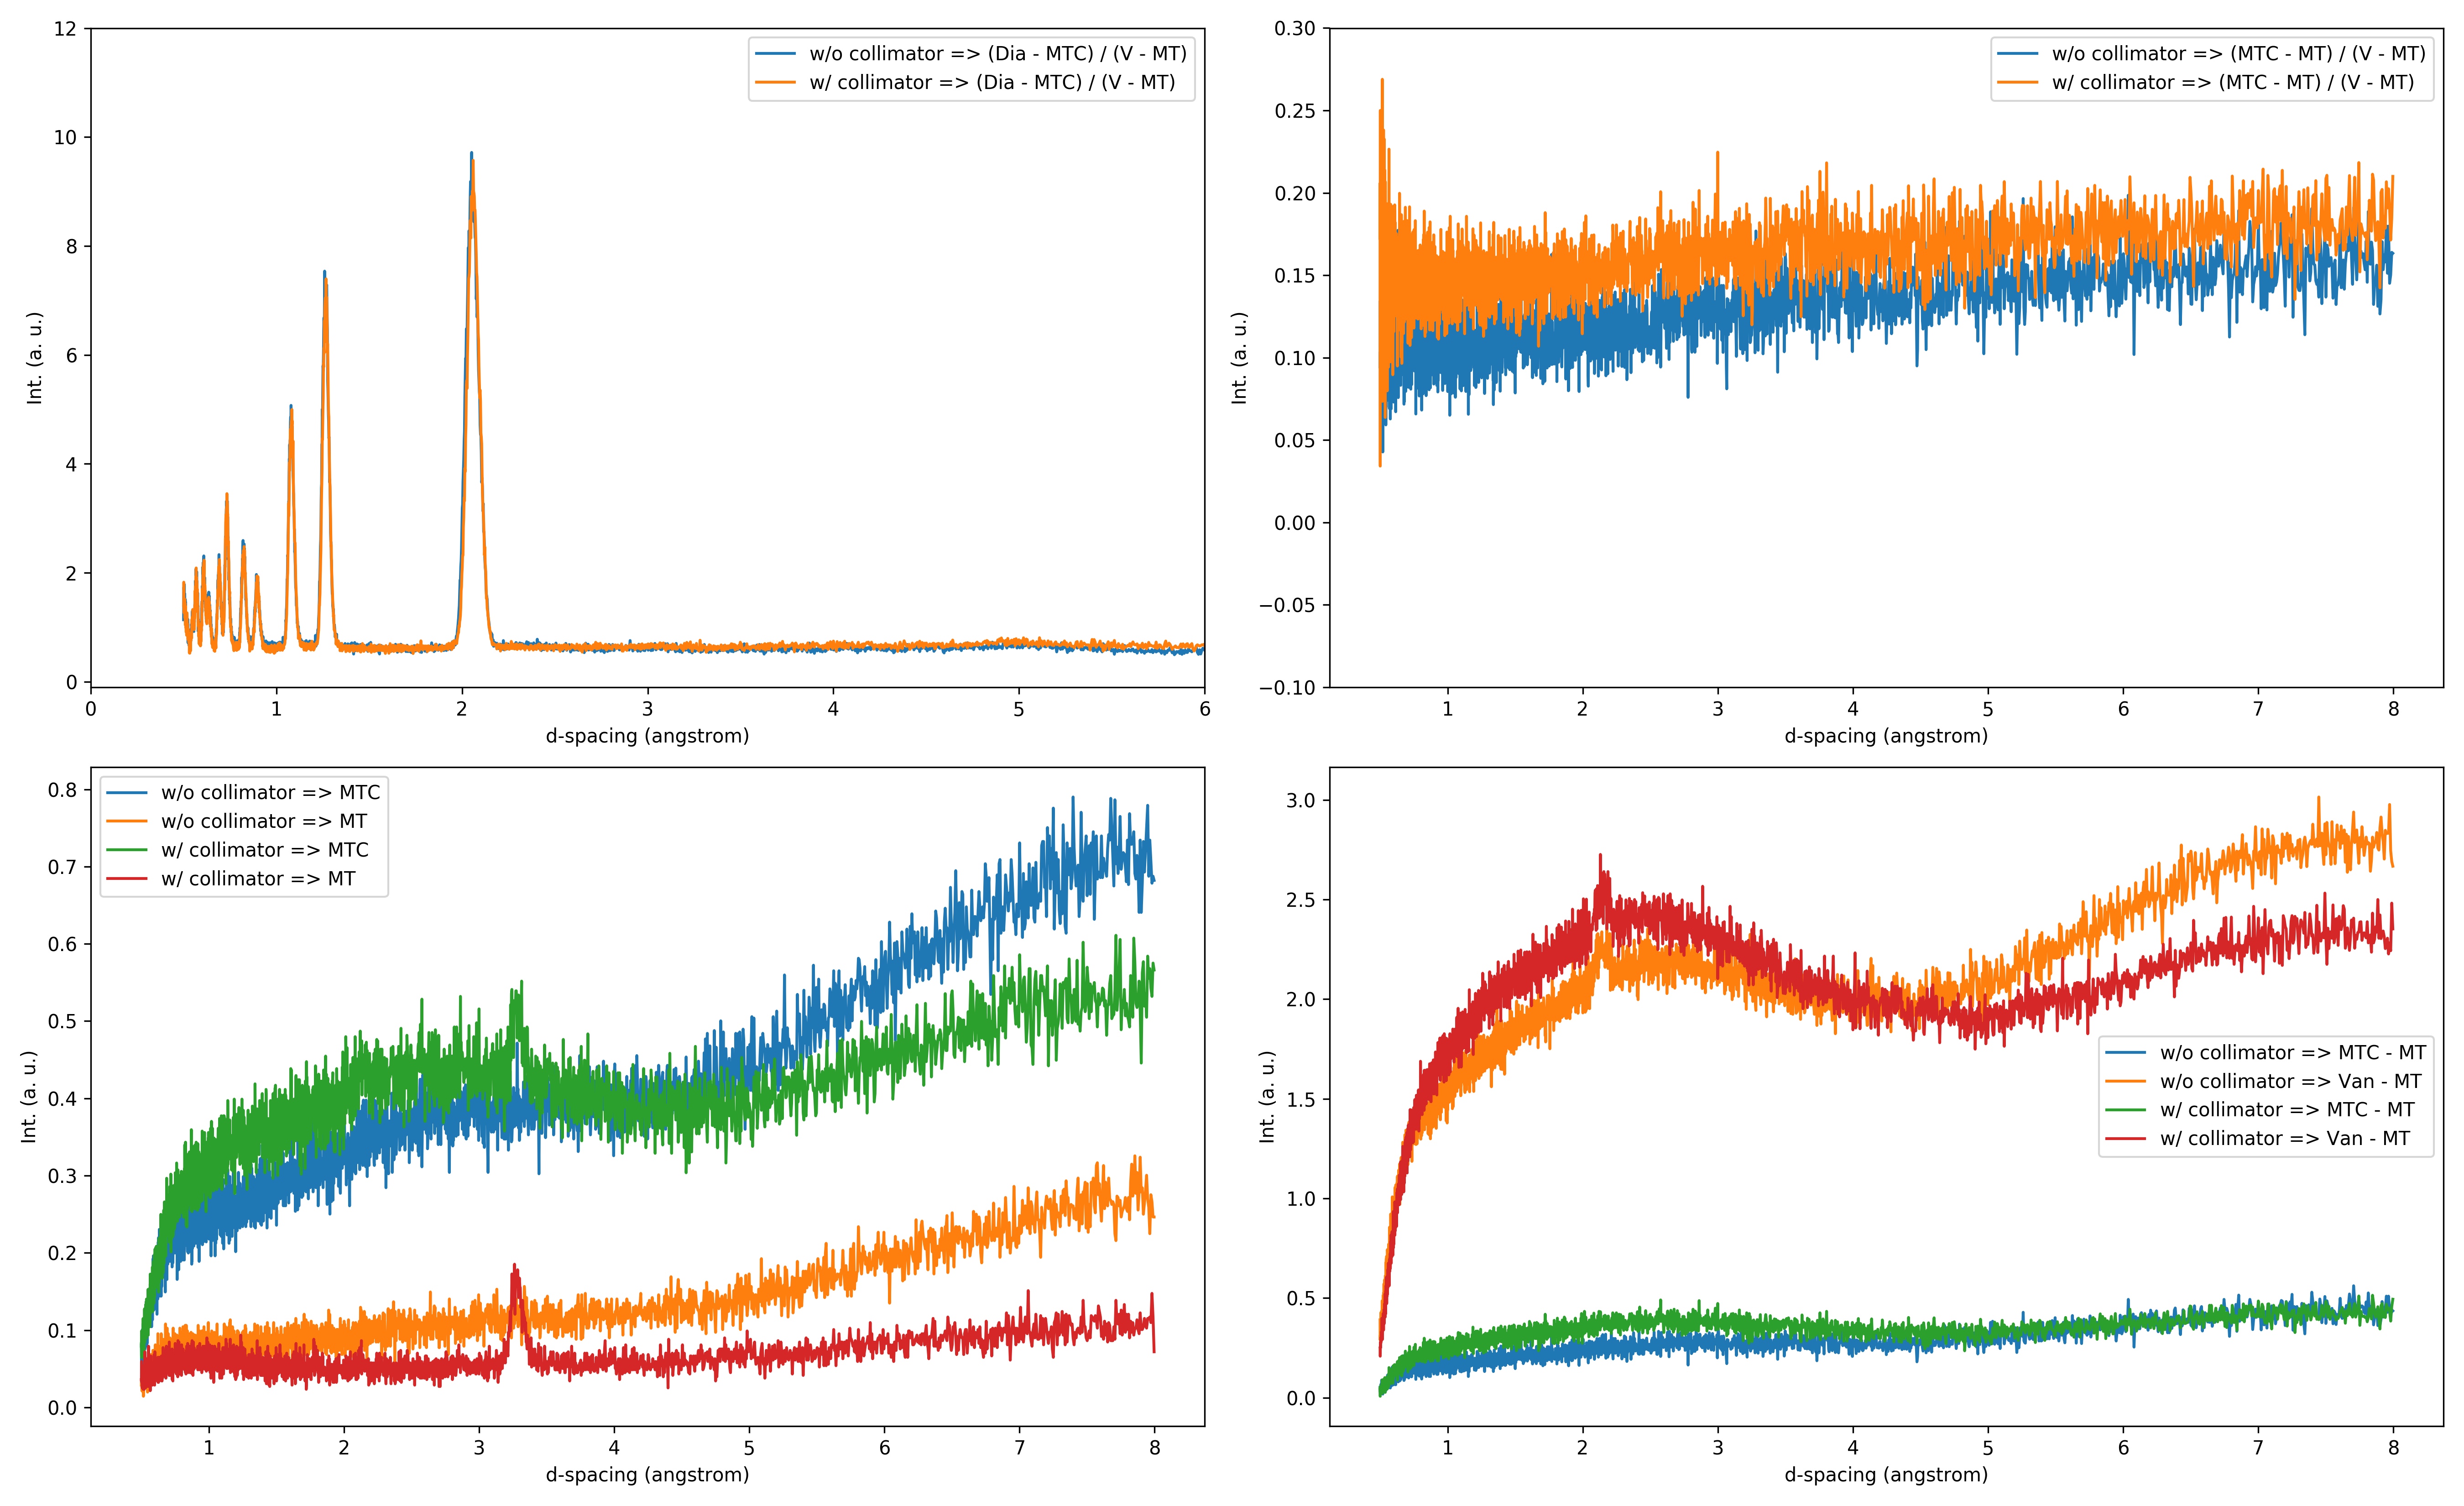 12
10
8
6
4
2
0
Int. (a. u.)
w/o collimator => (Dia - MTC) / (V - MT)
w/ collimator => (Dia - MTC) / (V - MT)
0 1 2 3 4 5 6
d-spacing (angstrom)
0.30
0.25
0.20
0.15
0.10
0.05
0.00
−0.05
−0.10
Int. (a. u.)
w/o collimator => (MTC - MT) / (V - MT)
w/ collimator => (MTC - MT) / (V - MT)
1 2 3 4 5 6 7 8
d-spacing (angstrom)
0.8
0.7
0.6
0.5
0.4
0.3
0.2
0.1
0.0
Int. (a. u.)
w/o collimator => MTC
w/o collimator => MT
w/ collimator => MTC
w/ collimator => MT
1 2 3 4 5 6 7 8
d-spacing (angstrom)
3.0
2.5
2.0
1.5
1.0
0.5
0.0
Int. (a. u.)
w/o collimator => MTC - MT
w/o collimator => Van - MT
w/ collimator => MTC - MT
w/ collimator => Van - MT
1 2 3 4 5 6 7 8
d-spacing (angstrom)